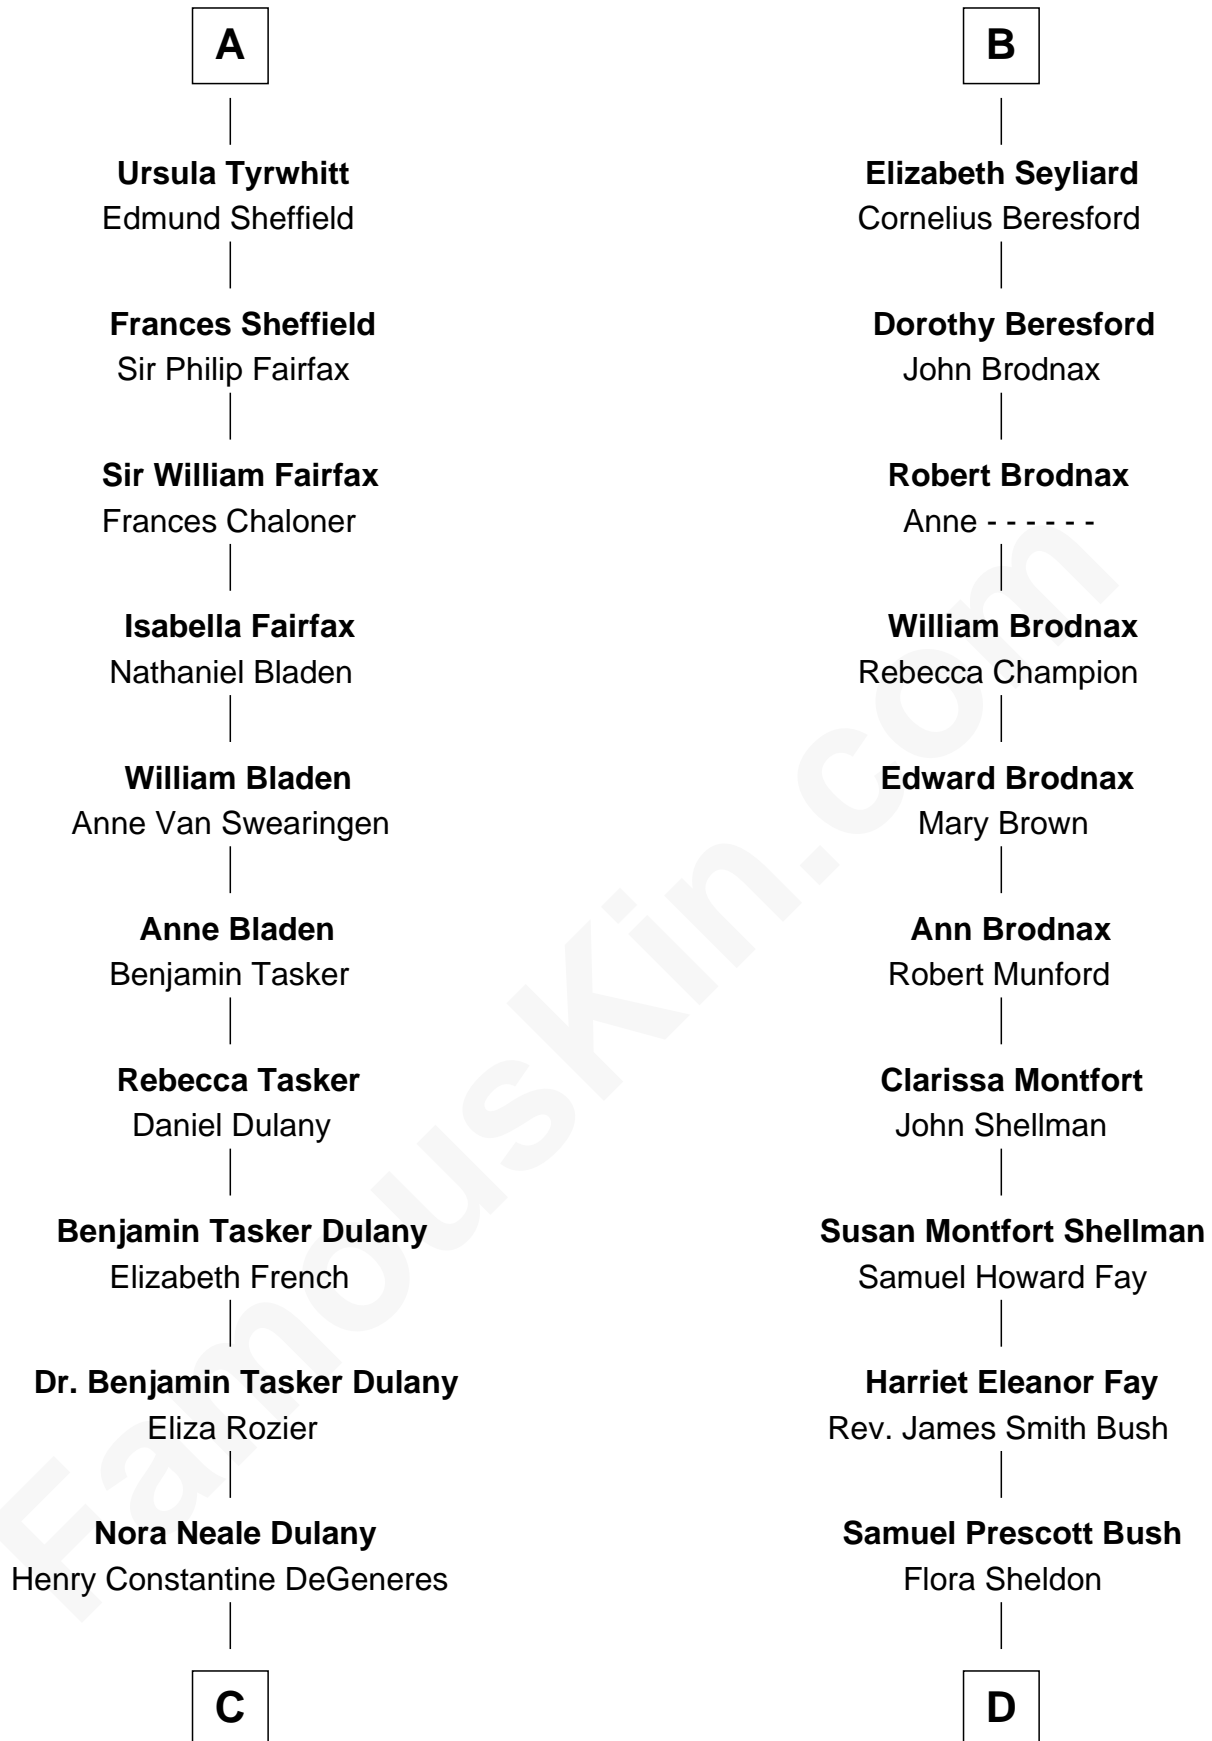 A
Ursula Tyrwhitt
Edmund Sheffield
Frances Sheffield
Sir Philip Fairfax
Sir William Fairfax
Frances Chaloner
Isabella Fairfax
Nathaniel Bladen
William Bladen
Anne Van Swearingen
Anne Bladen
Benjamin Tasker
Rebecca Tasker
Daniel Dulany
Benjamin Tasker Dulany
Elizabeth French
Dr. Benjamin Tasker Dulany
Eliza Rozier
Nora Neale Dulany
Henry Constantine DeGeneres
C
B
Elizabeth Seyliard
Cornelius Beresford
Dorothy Beresford
John Brodnax
Robert Brodnax
Anne - - - - - -
William Brodnax
Rebecca Champion
Edward Brodnax
Mary Brown
Ann Brodnax
Robert Munford
Clarissa Montfort
John Shellman
Susan Montfort Shellman
Samuel Howard Fay
Harriet Eleanor Fay
Rev. James Smith Bush
Samuel Prescott Bush
Flora Sheldon
D
FamousKin.com